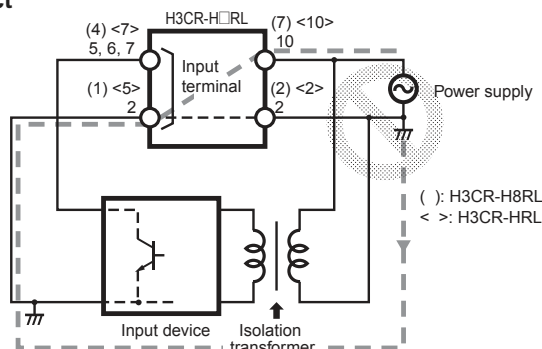 ct
H3CR-H□RL
(4) <7>
5, 6, 7
(7) <10>
10
Input
terminal
(1) <5>
2
(2) <2>
2
Power supply
( ): H3CR-H8RL
< >: H3CR-HRL
Input device
Isolation
transformer